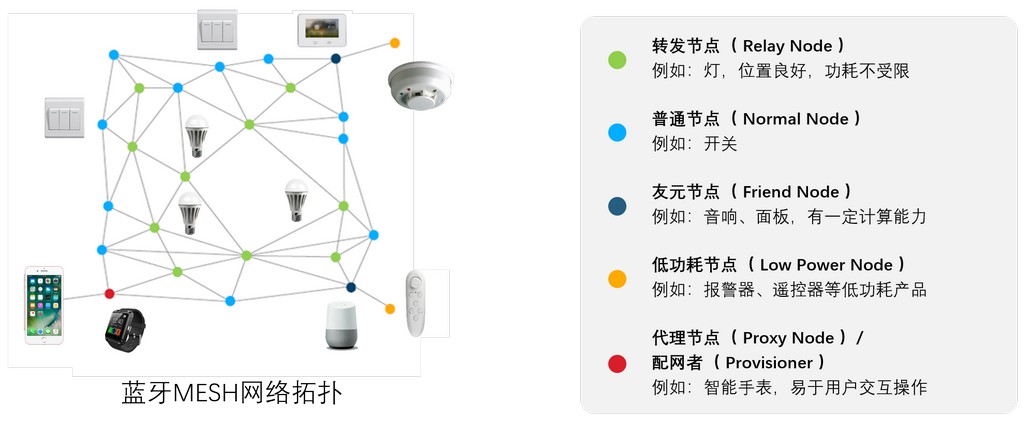 转发节点（Relay Node）
例如：灯，位置良好，功耗不受限
普通节点（Normal Node）
例如：开关
友元节点（Friend Node）
例如：音响、面板，有一定计算能力
低功耗节点（Low Power Node）
例如：报警器、遥控器等低功耗产品
代理节点（Proxy Node）/
配网者（Provisioner）
例如：智能手表，易于用户交互操作
蓝牙MESH网络拓扑